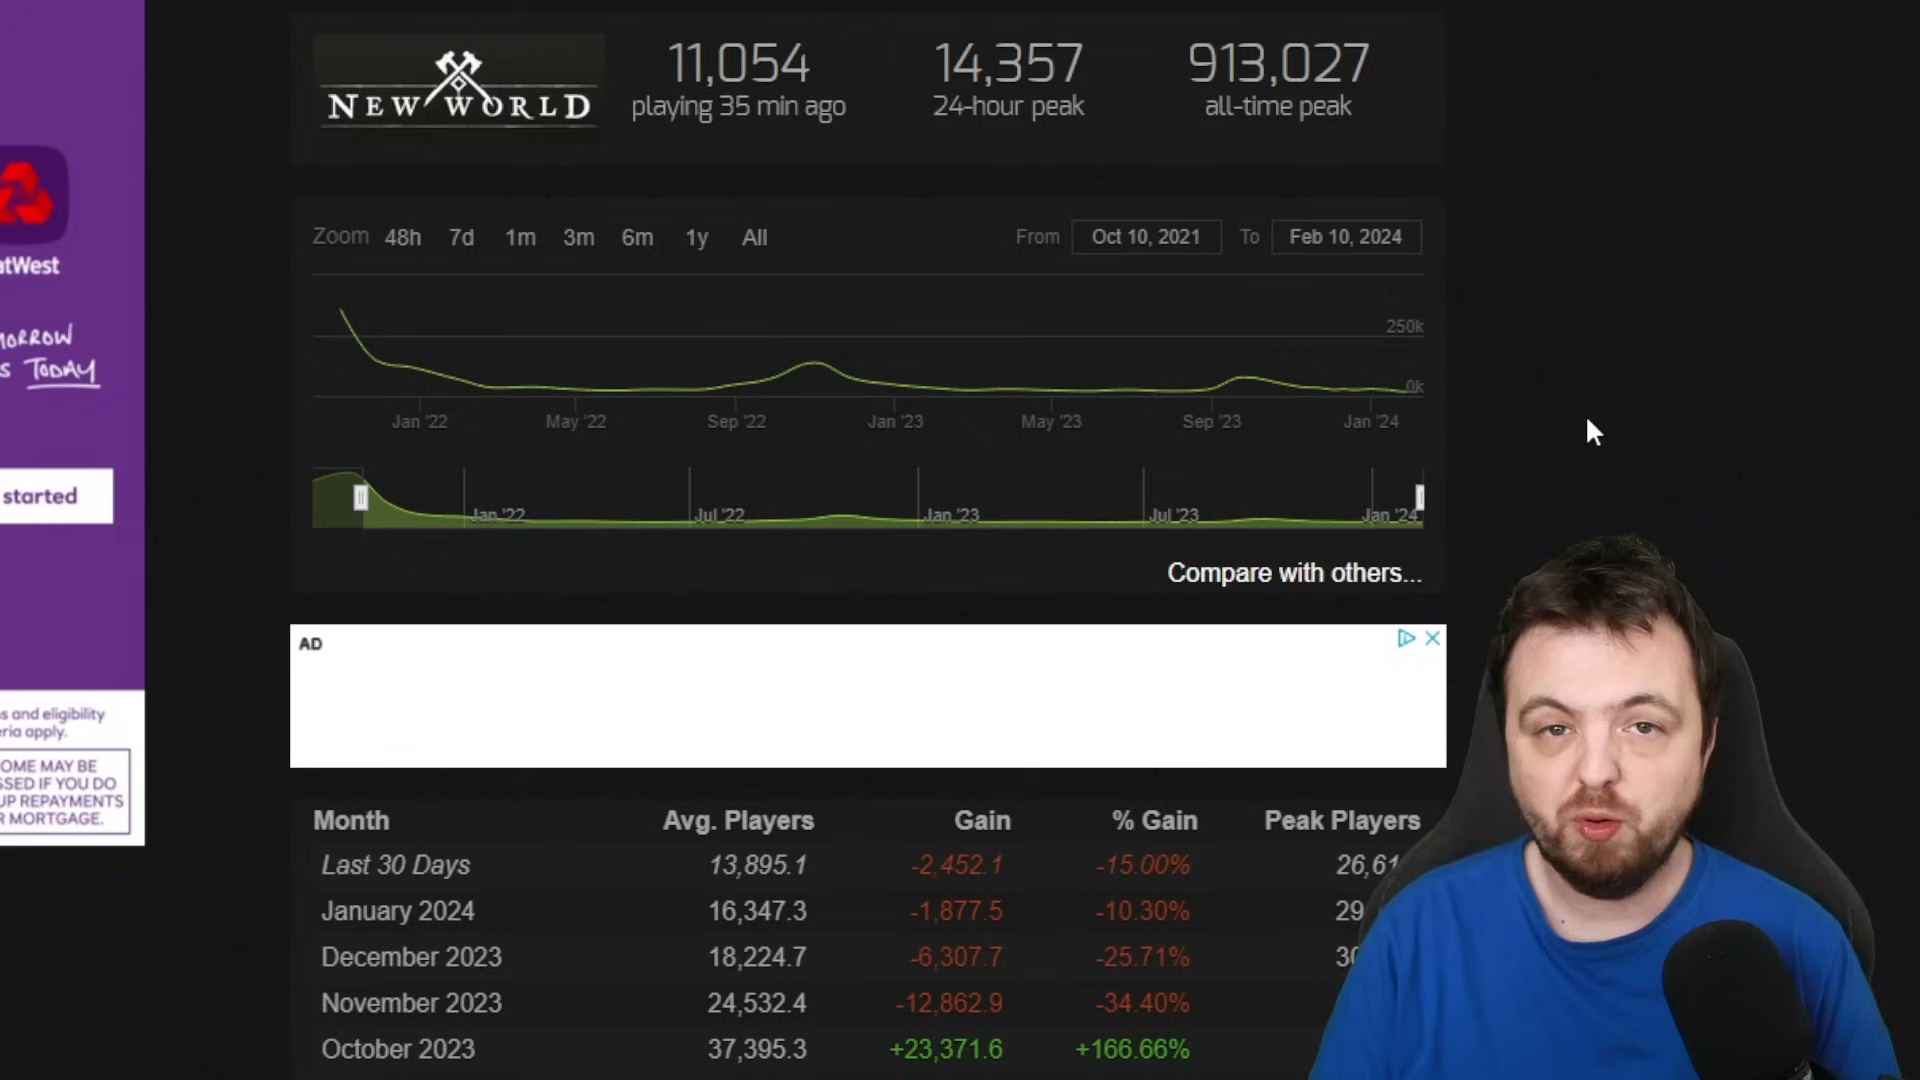 NEW WORLD
11,054
playing 35 min ago
14,357
24-hour peak
913,027
all-time peak
Zoom 48h 7d 1m 3m 6m 1y All
From Oct 10, 2021 To Feb 10, 2024
250k
0k
Jan '22 May '22 Sep '22 Jan '23 May '23 Sep '23 Jan '24
Jan '22 Jul '22 Jan '23 Jul '23 Jan '24
Compare with others...
AD
Month Avg. Players Gain % Gain Peak Players
Last 30 Days 13,895.1 -2,452.1 -15.00% 26,61
January 2024 16,347.3 -1,877.5 -10.30% 29
December 2023 18,224.7 -6,307.7 -25.71% 30
November 2023 24,532.4 -12,862.9 -34.40%
October 2023 37,395.3 +23,371.6 +166.66%
atWest
MORROW
S TODAY
started
s and eligibility
eria apply.
OME MAY BE
SSED IF YOU DO
UP REPAYMENTS
R MORTGAGE.